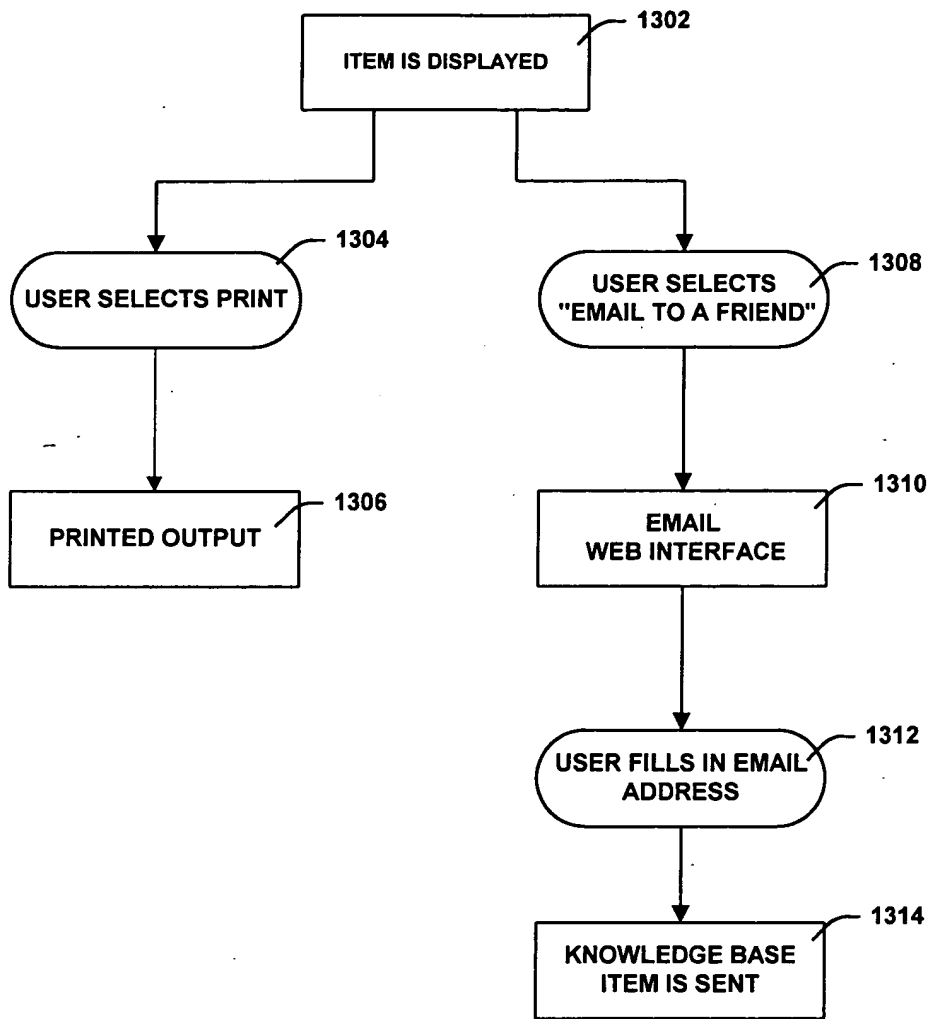 1302
ITEM IS DISPLAYED
1304
USER SELECTS PRINT
1308
USER SELECTS
"EMAIL TO A FRIEND"
1306
PRINTED OUTPUT
1310
EMAIL
WEB INTERFACE
1312
USER FILLS IN EMAIL
ADDRESS
1314
KNOWLEDGE BASE
ITEM IS SENT